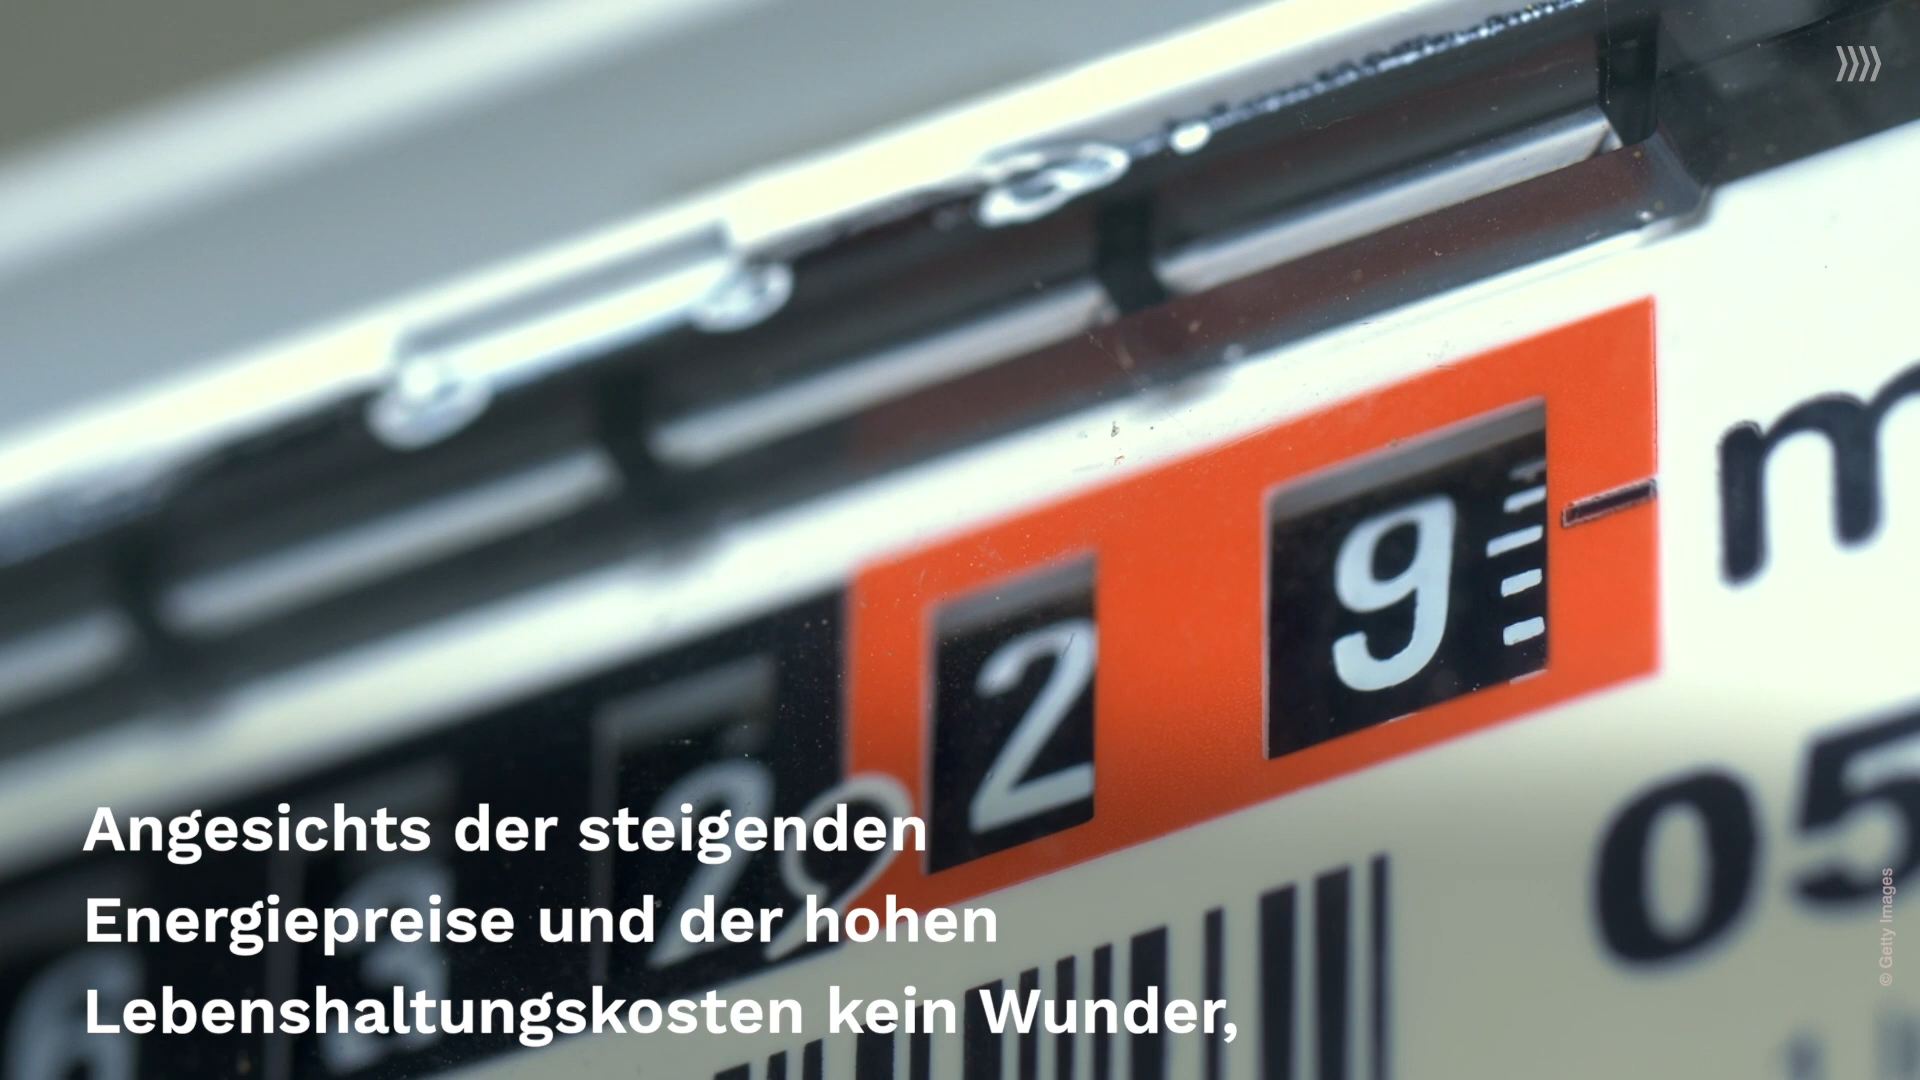 m
2
9
05
Angesichts der steigenden
Energiepreise und der hohen
Lebenshaltungskosten kein Wunder,
© Getty Images